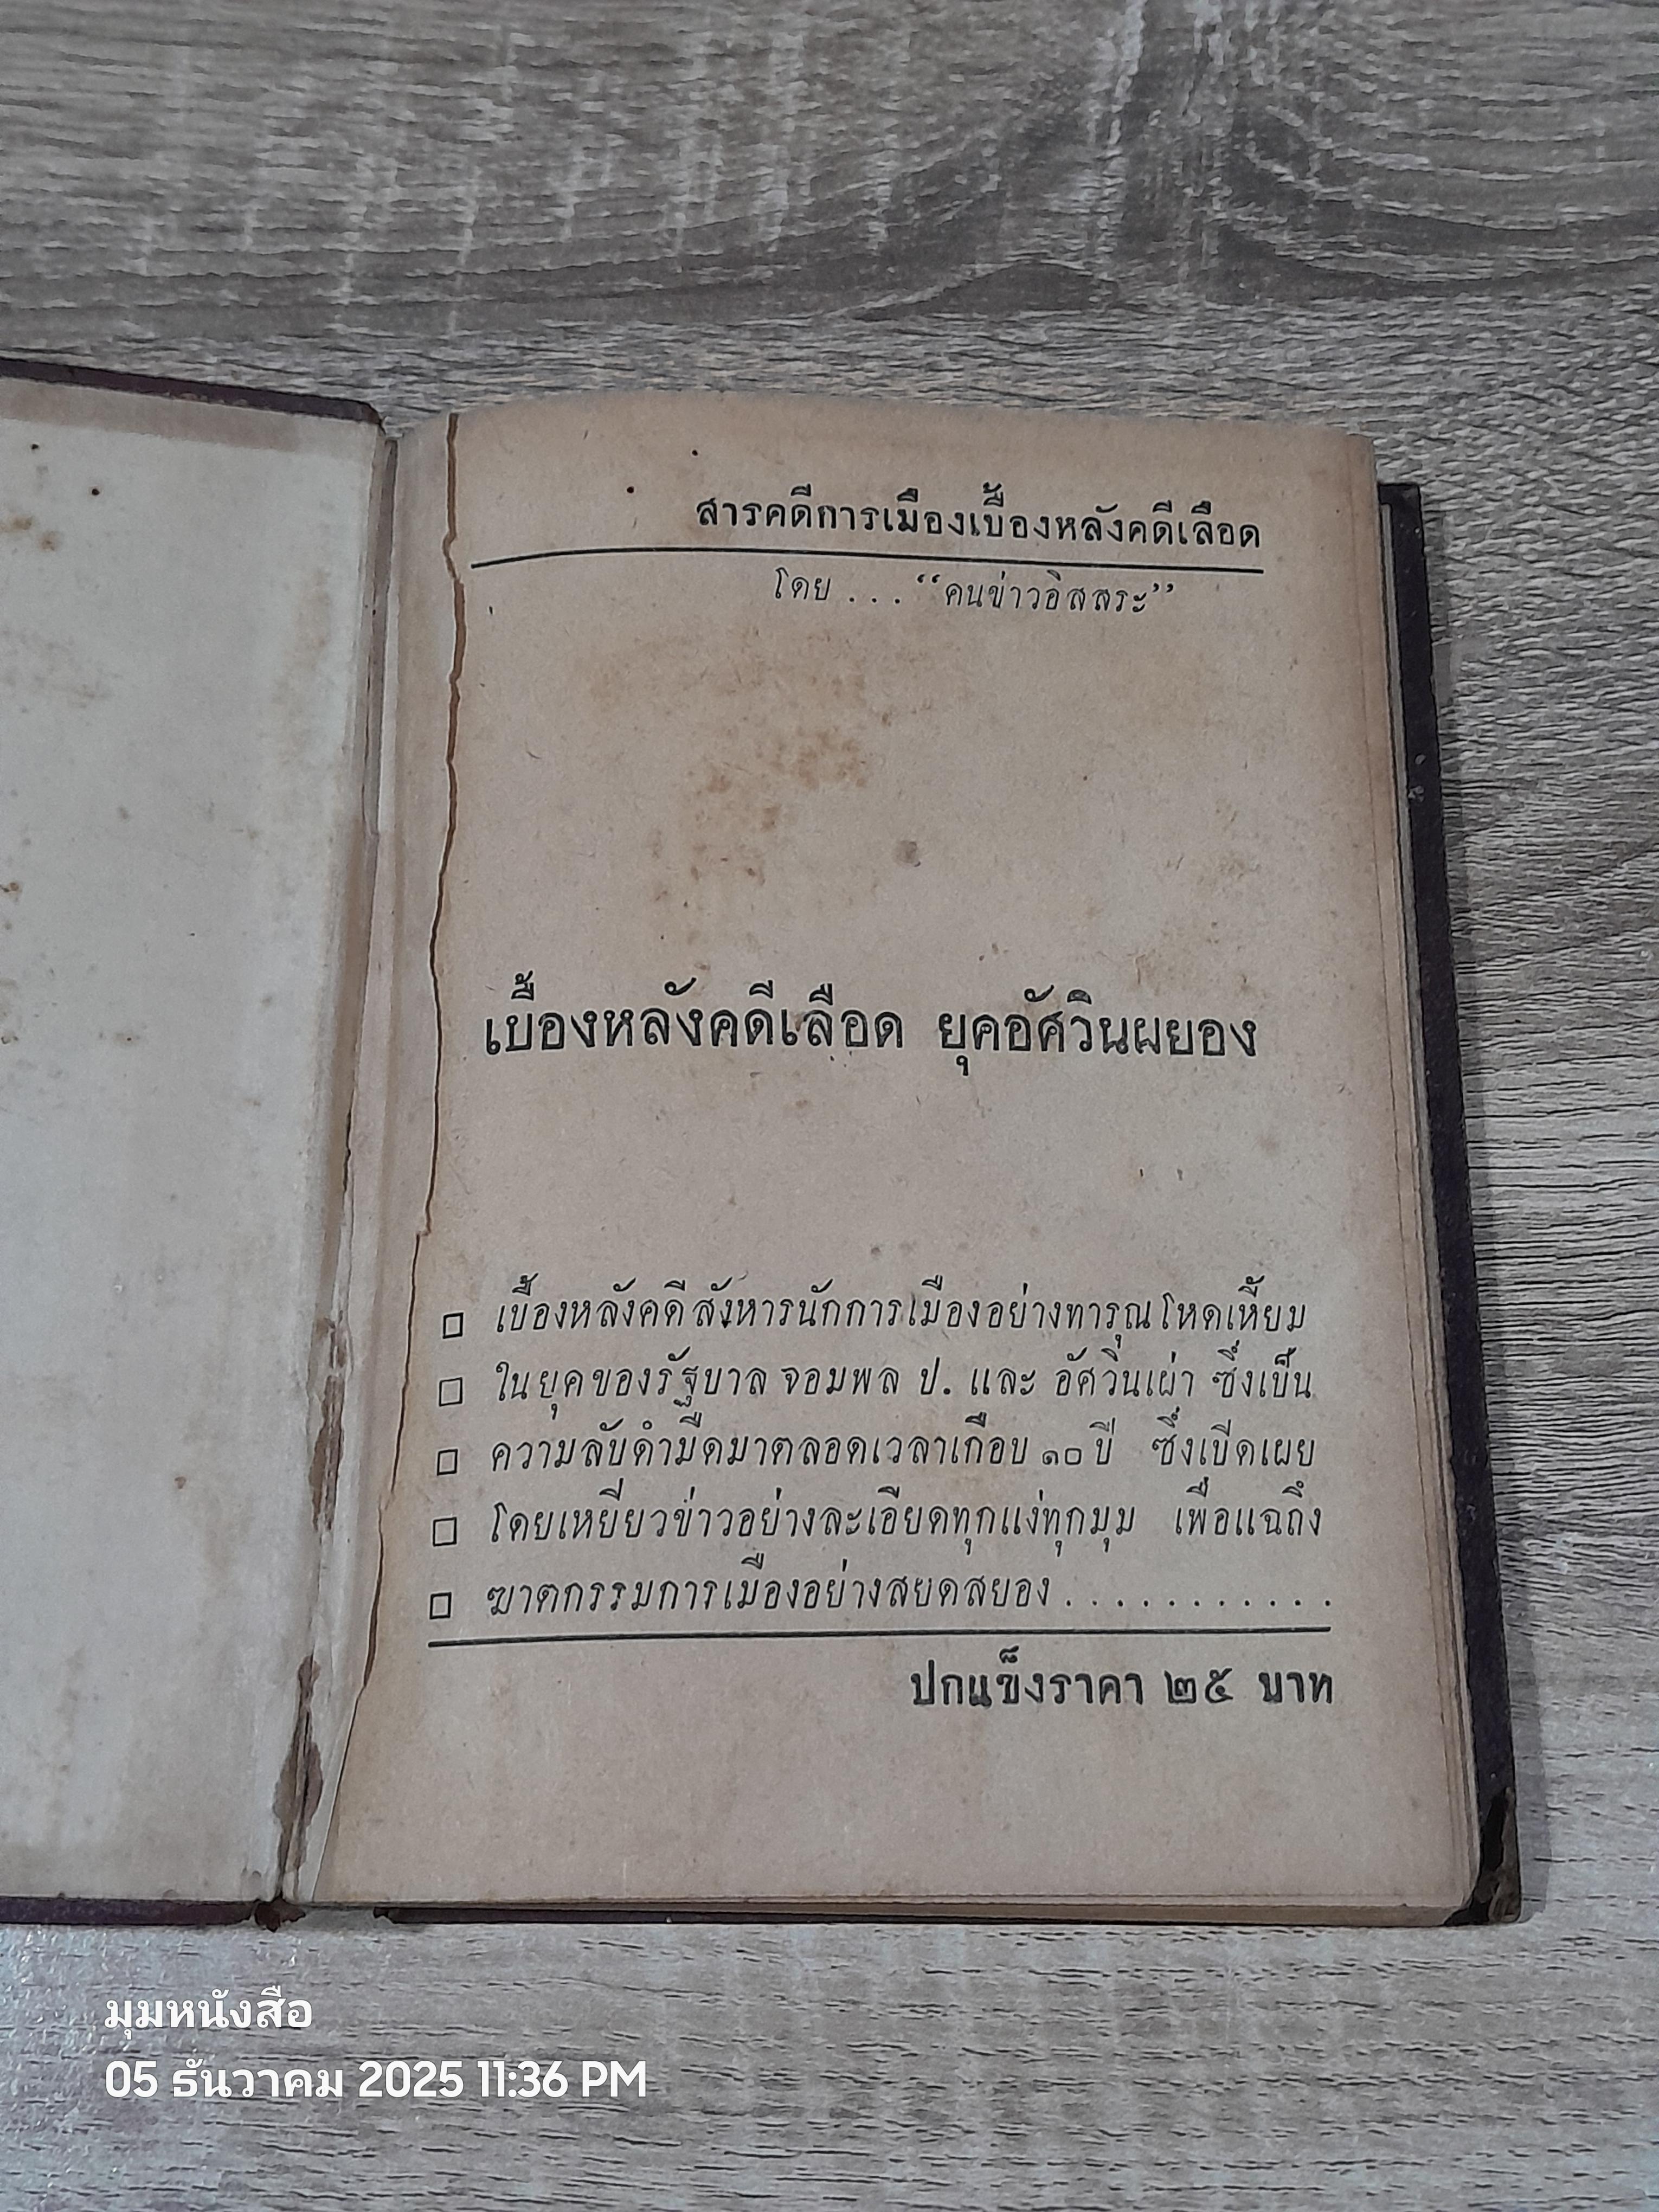 สารคดีการเมืองเบื้องหลังคดีเลือด
โดย . . . “คนข่าวอิสสระ”
เบื้องหลังคดีเลือด ยุคอัศวินผยอง
□ เบื้องหลังคดีสังหารนักการเมืองอย่างทารุณโหดเหี้ยม
□ ในยุคของรัฐบาล จอมพล ป. และ อัศวินเผ่า ซึ่งเป็น
□ ความลับดำมืดมาตลอดเวลาเกือบ ๑๐ ปี ซึ่งเปิดเผย
□ โดยเหยี่ยวข่าวอย่างละเอียดทุกแง่ทุกมุม เพื่อแฉถึง
□ ฆาตกรรมการเมืองอย่างสยดสยอง . . . . . . . . . . .
ปกแข็งราคา ๒๕ บาท
มุมหนังสือ
05 ธันวาคม 2025 11:36 PM